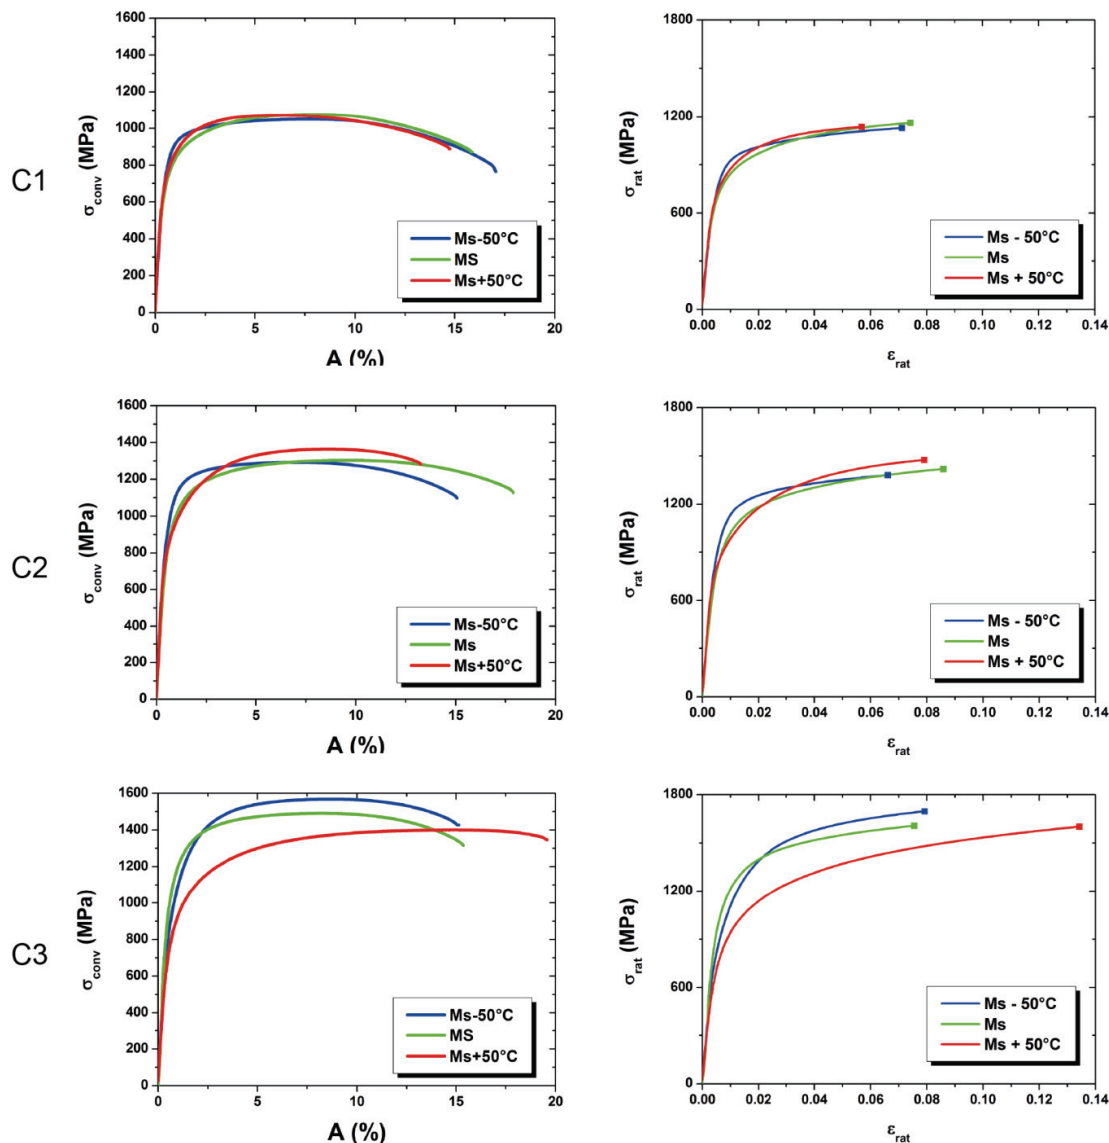 C1
σconv (MPa)
1600
1400
1200
1000
800
600
400
200
0
0 5 10 15 20
A (%)
Ms-50°C
MS
Ms+50°C
σrat (MPa)
1800
1200
600
0
0.00 0.02 0.04 0.06 0.08 0.10 0.12 0.14
εrat
Ms - 50°C
Ms
Ms + 50°C
C2
σconv (MPa)
1600
1400
1200
1000
800
600
400
200
0
0 5 10 15 20
A (%)
Ms-50°C
Ms
Ms+50°C
σrat (MPa)
1800
1200
600
0
0.00 0.02 0.04 0.06 0.08 0.10 0.12 0.14
εrat
Ms - 50°C
Ms
Ms + 50°C
C3
σconv (MPa)
1600
1400
1200
1000
800
600
400
200
0
0 5 10 15 20
A (%)
Ms-50°C
MS
Ms+50°C
σrat (MPa)
1800
1200
600
0
0.00 0.02 0.04 0.06 0.08 0.10 0.12 0.14
εrat
Ms - 50°C
Ms
Ms + 50°C